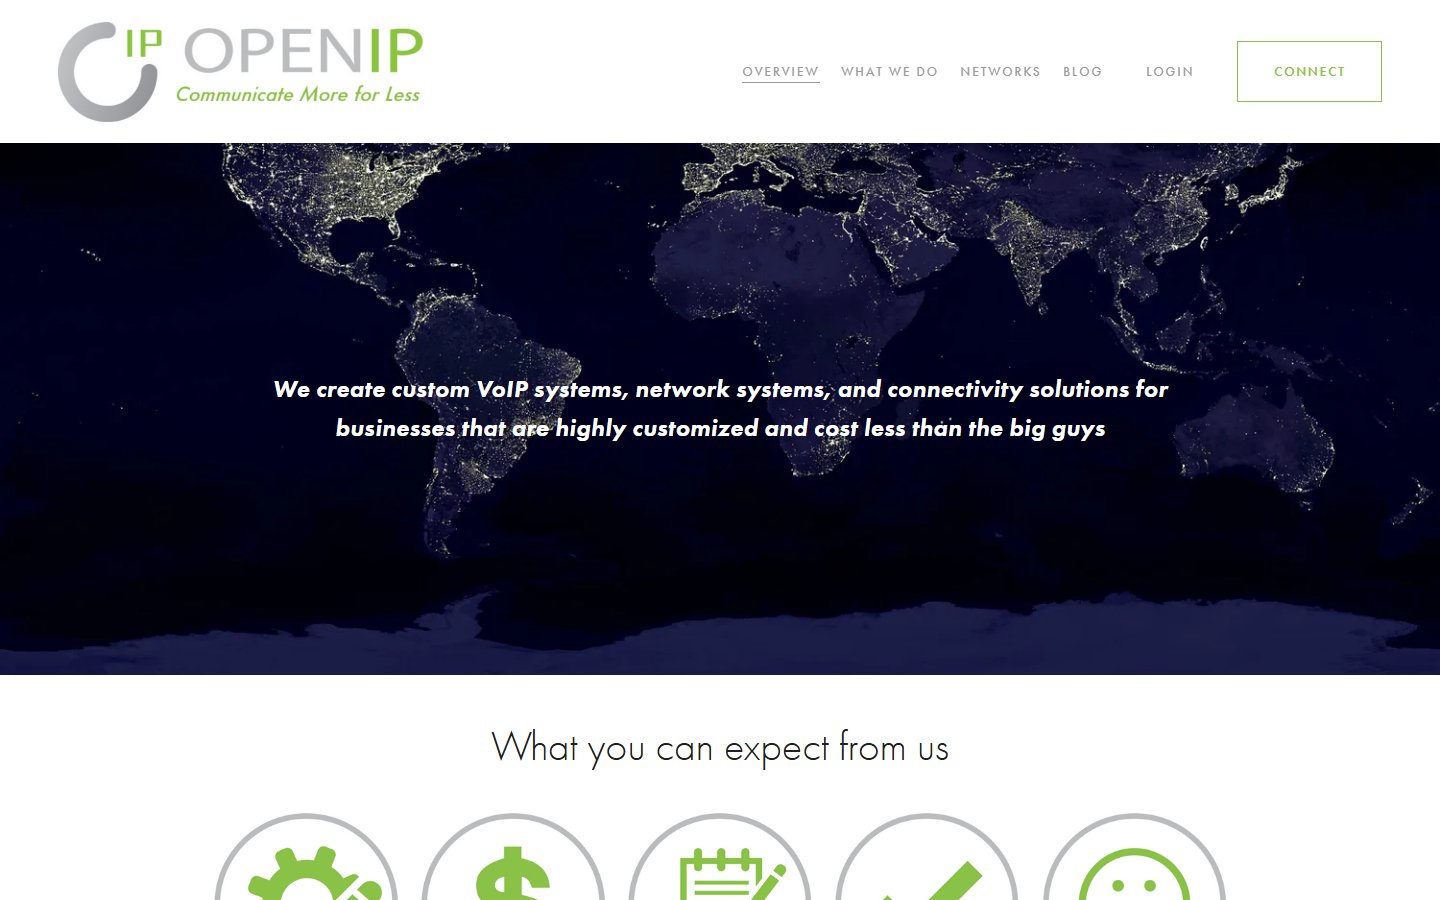 IP OPENIP
Communicate More for Less
OVERVIEW WHAT WE DO NETWORKS BLOG LOGIN CONNECT
We create custom VoIP systems, network systems, and connectivity solutions for
businesses that are highly customized and cost less than the big guys
What you can expect from us
$